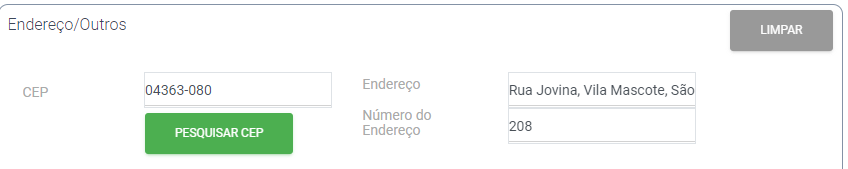 Endereço/Outros
LIMPAR
CEP
04363-080
Endereço
Rua Jovina, Vila Mascote, São
PESQUISAR CEP
Número do
Endereço
208